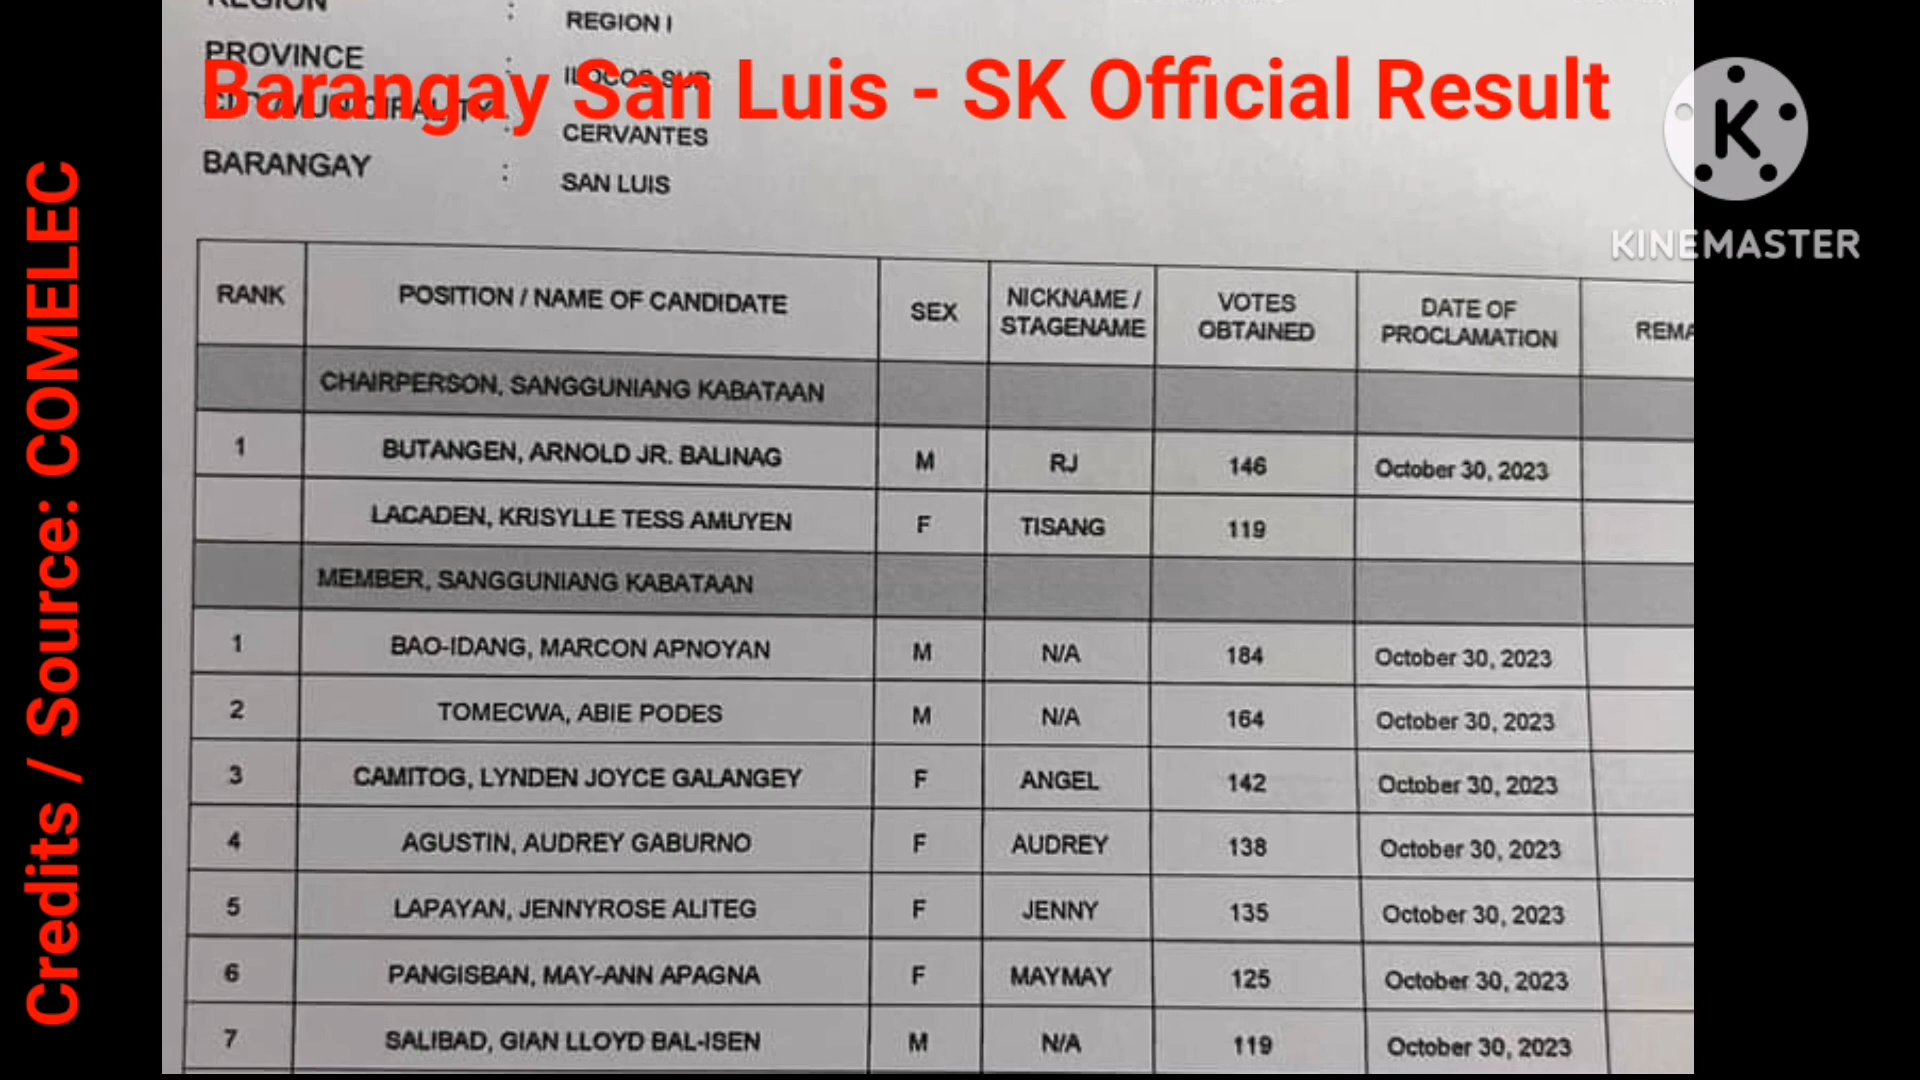 REGION : REGION I
PROVINCE : ILOCOS SUR
Barangay San Luis - SK Official Result
CITY/MUNICIPALITY : CERVANTES
BARANGAY : SAN LUIS
K
KINEMASTER
Credits / Source: COMELEC
RANK POSITION / NAME OF CANDIDATE SEX NICKNAME / STAGENAME VOTES OBTAINED DATE OF PROCLAMATION REMA
CHAIRPERSON, SANGGUNIANG KABATAAN
1 BUTANGEN, ARNOLD JR. BALINAG M RJ 146 October 30, 2023
LACADEN, KRISYLLE TESS AMUYEN F TISANG 119
MEMBER, SANGGUNIANG KABATAAN
1 BAO-IDANG, MARCON APNOYAN M N/A 184 October 30, 2023
2 TOMECWA, ABIE PODES M N/A 164 October 30, 2023
3 CAMITOG, LYNDEN JOYCE GALANGEY F ANGEL 142 October 30, 2023
4 AGUSTIN, AUDREY GABURNO F AUDREY 138 October 30, 2023
5 LAPAYAN, JENNYROSE ALITEG F JENNY 135 October 30, 2023
6 PANGISBAN, MAY-ANN APAGNA F MAYMAY 125 October 30, 2023
7 SALIBAD, GIAN LLOYD BAL-ISEN M N/A 119 October 30, 2023